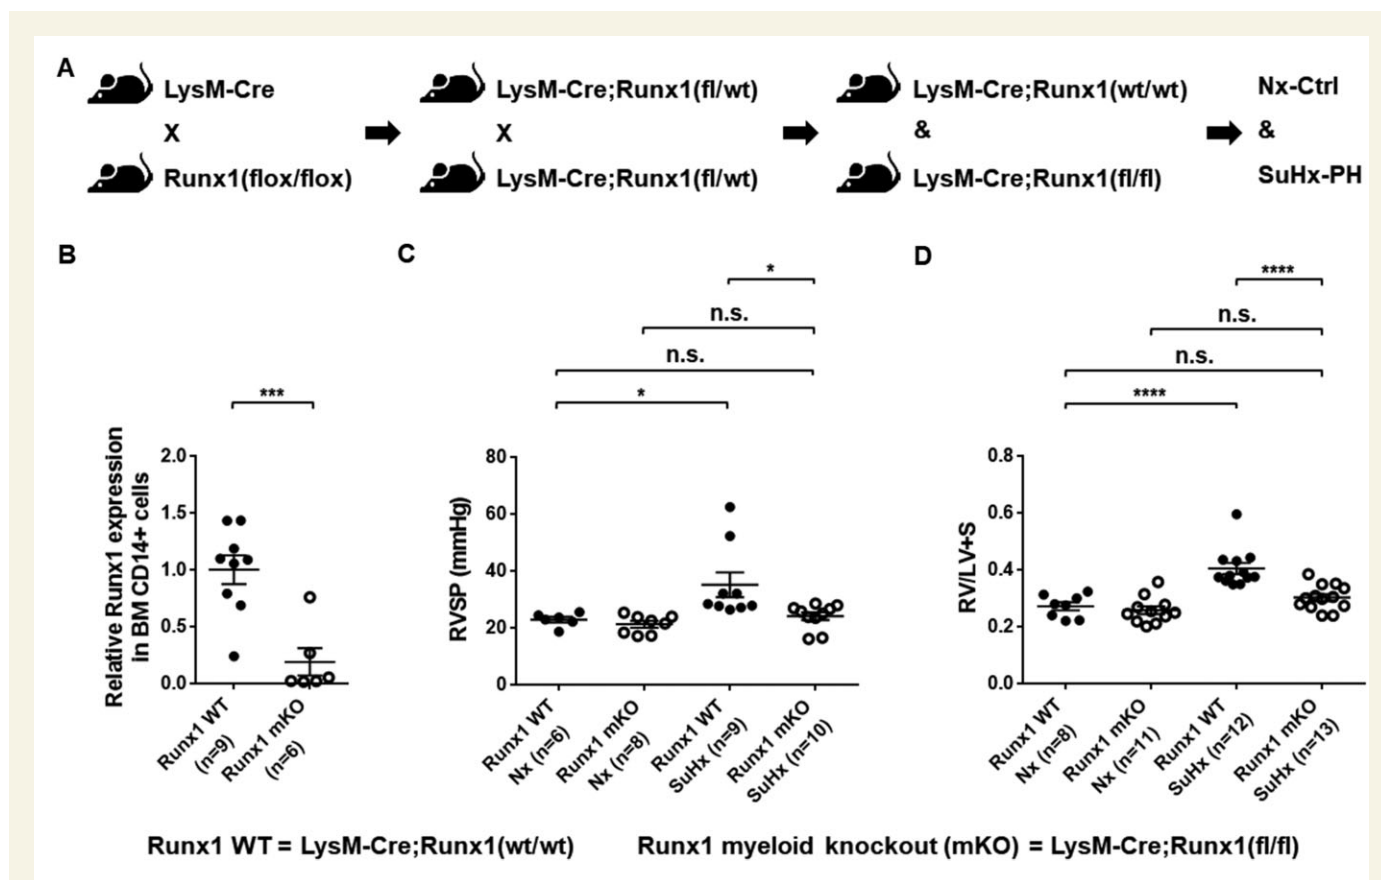 A
LysM-Cre
X
Runx1(flox/flox)
LysM-Cre;Runx1(fl/wt)
X
LysM-Cre;Runx1(fl/wt)
LysM-Cre;Runx1(wt/wt)
&
LysM-Cre;Runx1(fl/fl)
Nx-Ctrl
&
SuHx-PH
B
***
Relative Runx1 expression
in BM CD14+ cells
2.0
1.5
1.0
0.5
0.0
Runx1 WT
(n=9)
Runx1 mKO
(n=6)
C
*
n.s.
n.s.
*
RVSP (mmHg)
80
60
40
20
0
Runx1 WT
Nx (n=6)
Runx1 mKO
Nx (n=8)
Runx1 WT
SuHx (n=9)
Runx1 mKO
SuHx (n=10)
D
****
n.s.
n.s.
****
RV/LV+S
0.8
0.6
0.4
0.2
0.0
Runx1 WT
Nx (n=8)
Runx1 mKO
Nx (n=11)
Runx1 WT
SuHx (n=12)
Runx1 mKO
SuHx (n=13)
Runx1 WT = LysM-Cre;Runx1(wt/wt)
Runx1 myeloid knockout (mKO) = LysM-Cre;Runx1(fl/fl)